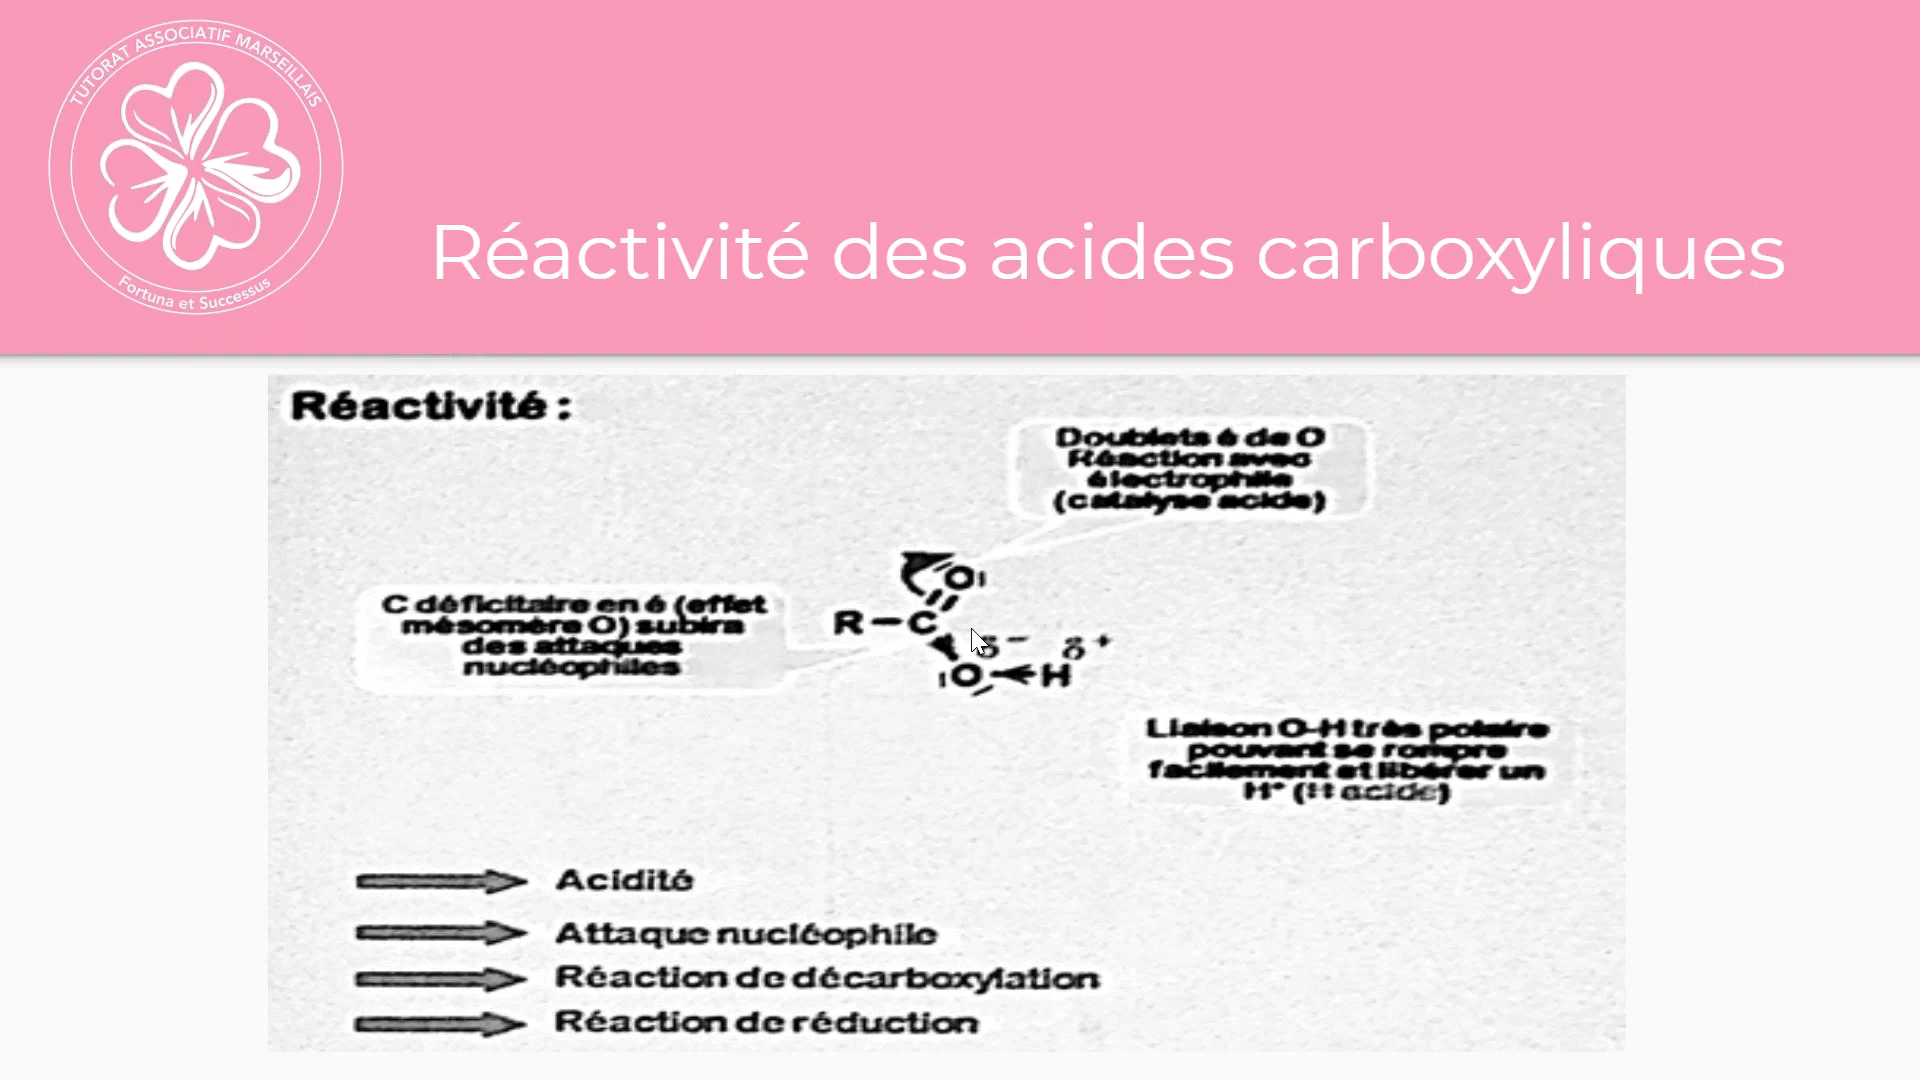 TUTORAT ASSOCIATIF MARSEILLAIS
Fortuna et Successus
Réactivité des acides carboxyliques
Réactivité :
Doublets é de O
Réaction avec
électrophile
(catalyse acide)
C déficitaire en é (effet
mésomère O) subira
des attaques
nucléophiles
O
R – C
δ – δ +
O H
Liaison O-H très polaire
pouvant se rompre
facilement et libérer un
H⁺ (H acide)
Acidité
Attaque nucléophile
Réaction de décarboxylation
Réaction de réduction